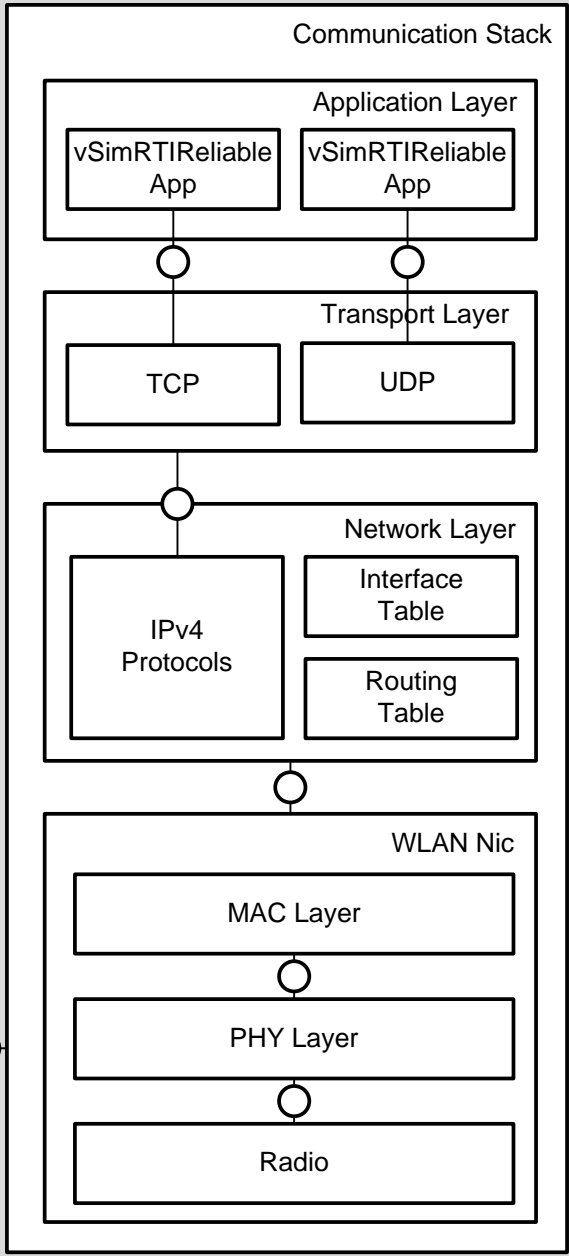 Communication Stack
Application Layer
vSimRTIReliable
App
vSimRTIReliable
App
Transport Layer
TCP
UDP
Network Layer
IPv4
Protocols
Interface
Table
Routing
Table
WLAN Nic
MAC Layer
PHY Layer
Radio